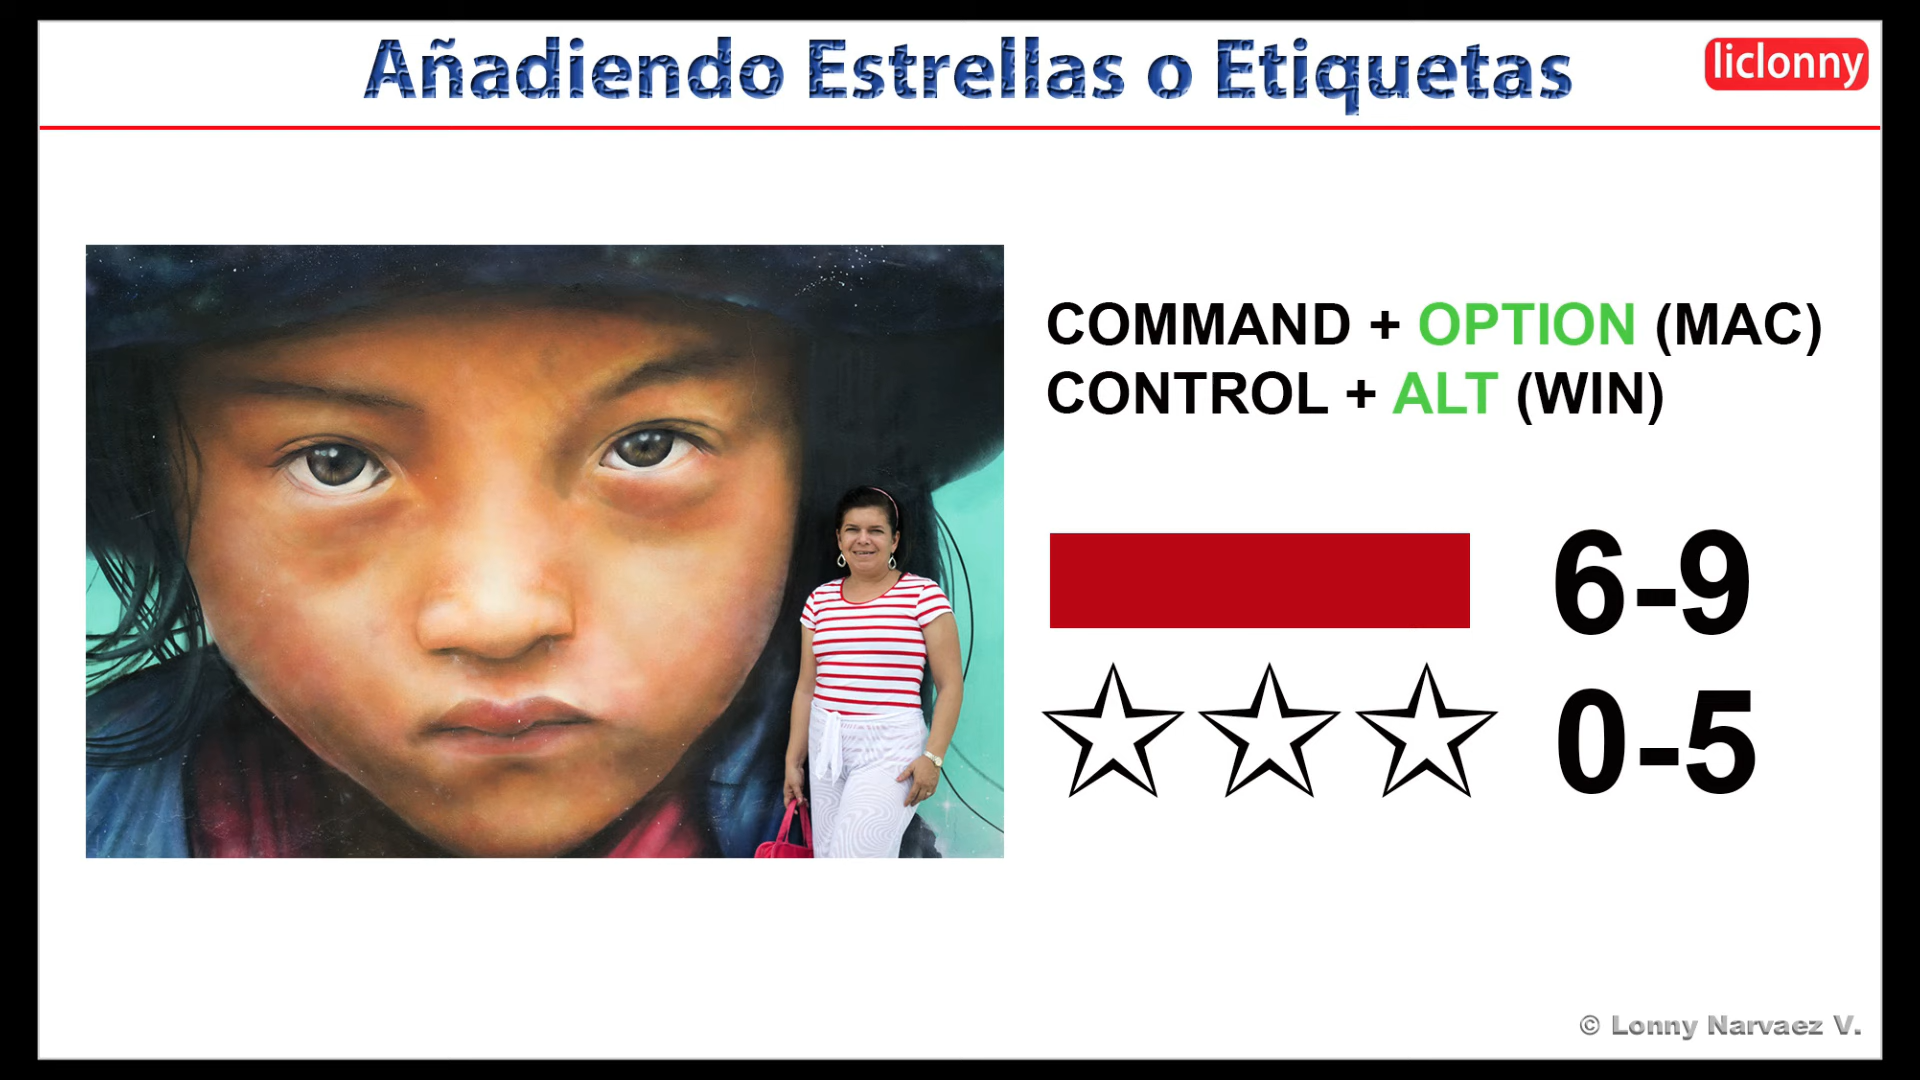 Añadiendo Estrellas o Etiquetas
liclonny
COMMAND + OPTION (MAC)
CONTROL + ALT (WIN)
6-9
0-5
© Lonny Narvaez V.